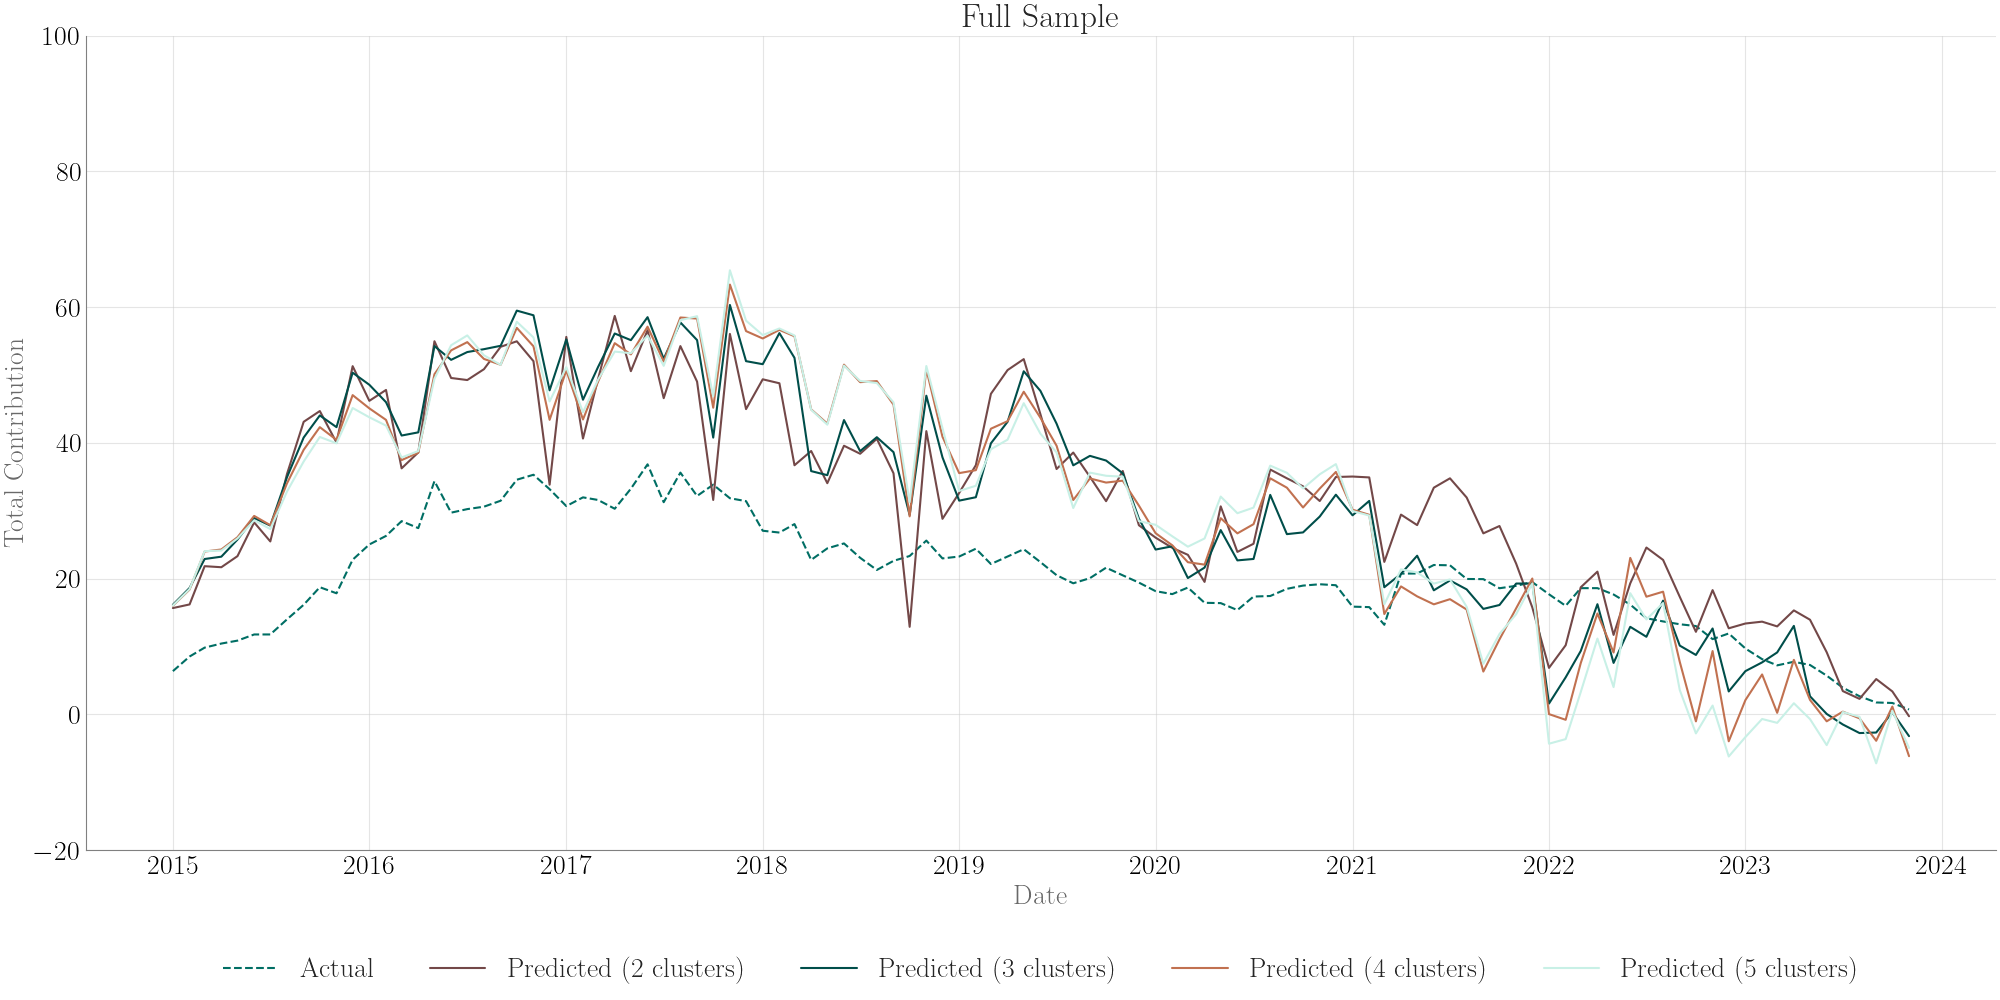 Full Sample
100
80
60
40
20
0
−20
Total Contribution
2015 2016 2017 2018 2019 2020 2021 2022 2023 2024
Date
Actual Predicted (2 clusters) Predicted (3 clusters) Predicted (4 clusters) Predicted (5 clusters)